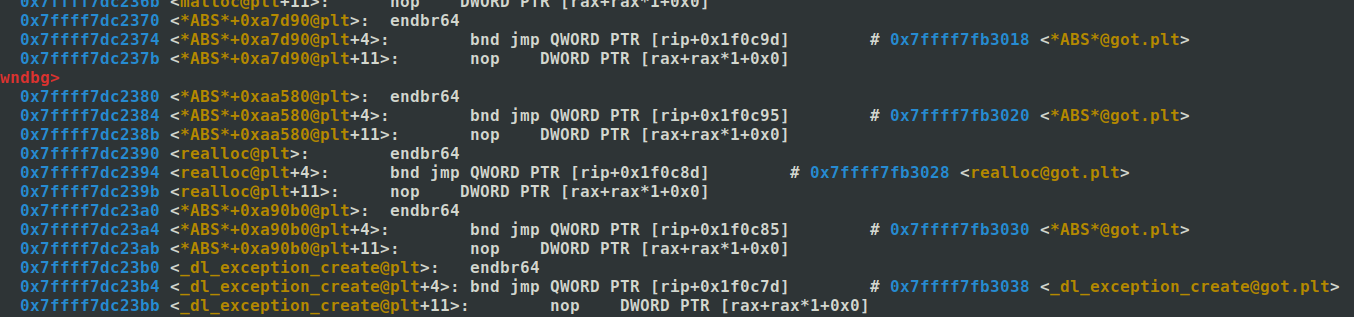 0x7ffff7dc236b <malloc@plt+11>: nop DWORD PTR [rax+rax*1+0x0]
0x7ffff7dc2370 <*ABS*+0xa7d90@plt>: endbr64
0x7ffff7dc2374 <*ABS*+0xa7d90@plt+4>: bnd jmp QWORD PTR [rip+0x1f0c9d] # 0x7ffff7fb3018 <*ABS*@got.plt>
0x7ffff7dc237b <*ABS*+0xa7d90@plt+11>: nop DWORD PTR [rax+rax*1+0x0]
wndbg>
0x7ffff7dc2380 <*ABS*+0xaa580@plt>: endbr64
0x7ffff7dc2384 <*ABS*+0xaa580@plt+4>: bnd jmp QWORD PTR [rip+0x1f0c95] # 0x7ffff7fb3020 <*ABS*@got.plt>
0x7ffff7dc238b <*ABS*+0xaa580@plt+11>: nop DWORD PTR [rax+rax*1+0x0]
0x7ffff7dc2390 <realloc@plt>: endbr64
0x7ffff7dc2394 <realloc@plt+4>: bnd jmp QWORD PTR [rip+0x1f0c8d] # 0x7ffff7fb3028 <realloc@got.plt>
0x7ffff7dc239b <realloc@plt+11>: nop DWORD PTR [rax+rax*1+0x0]
0x7ffff7dc23a0 <*ABS*+0xa90b0@plt>: endbr64
0x7ffff7dc23a4 <*ABS*+0xa90b0@plt+4>: bnd jmp QWORD PTR [rip+0x1f0c85] # 0x7ffff7fb3030 <*ABS*@got.plt>
0x7ffff7dc23ab <*ABS*+0xa90b0@plt+11>: nop DWORD PTR [rax+rax*1+0x0]
0x7ffff7dc23b0 <_dl_exception_create@plt>: endbr64
0x7ffff7dc23b4 <_dl_exception_create@plt+4>: bnd jmp QWORD PTR [rip+0x1f0c7d] # 0x7ffff7fb3038 <_dl_exception_create@got.plt>
0x7ffff7dc23bb <_dl_exception_create@plt+11>: nop DWORD PTR [rax+rax*1+0x0]